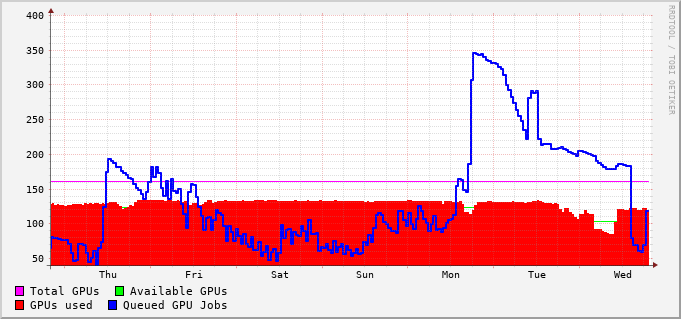 400
350
300
250
200
150
100
50
Thu Fri Sat Sun Mon Tue Wed
Total GPUs Available GPUs
GPUs used Queued GPU Jobs
RRDTOOL / TOBI OETIKER